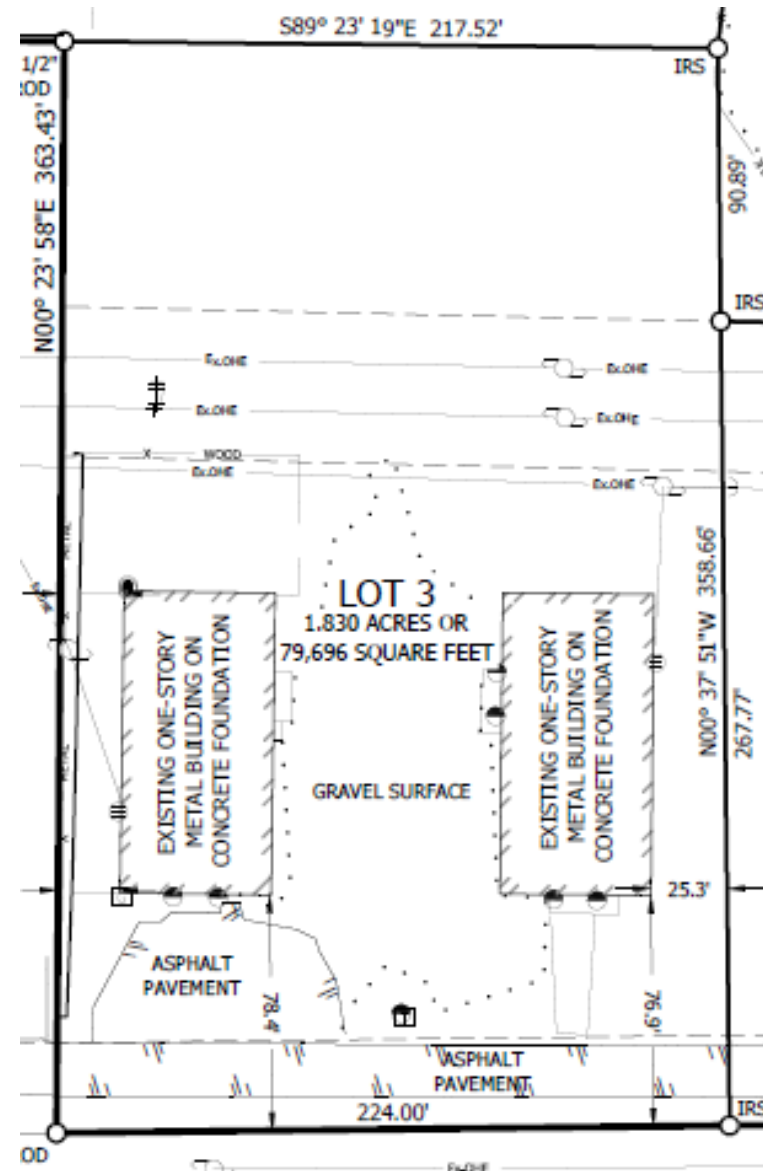 S89° 23' 19"E 217.52'
1/2"
IRS
N00° 23' 58"E 363.43'
90.89'
IRS
Ex.OHE
Ex.OHE
Ex.OHE
Ex.OHE
X
WOOD
Ex.OHE
Ex.OHE
LOT 3
1.830 ACRES OR
79,696 SQUARE FEET
N00° 37' 51"W 358.66'
267.77'
EXISTING ONE-STORY
METAL BUILDING ON
CONCRETE FOUNDATION
EXISTING ONE-STORY
METAL BUILDING ON
CONCRETE FOUNDATION
METAL
X
GRAVEL SURFACE
25.3'
ASPHALT
PAVEMENT
78.4'
76.9'
ASPHALT
PAVEMENT
224.00'
IRS
Ex.OHE